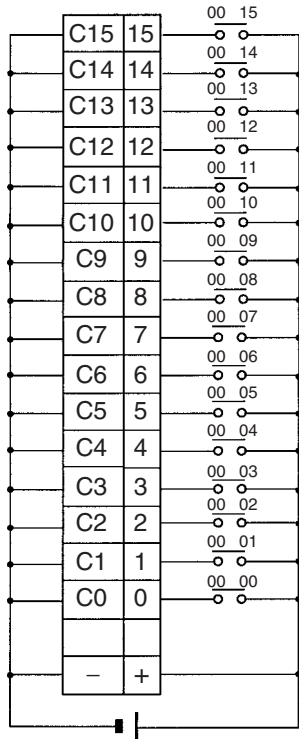 00 15
C15 15
00 14
C14 14
00 13
C13 13
00 12
C12 12
00 11
C11 11
00 10
C10 10
00 09
C9 9
00 08
C8 8
00 07
C7 7
00 06
C6 6
00 05
C5 5
00 04
C4 4
00 03
C3 3
00 02
C2 2
00 01
C1 1
00 00
C0 0
− +